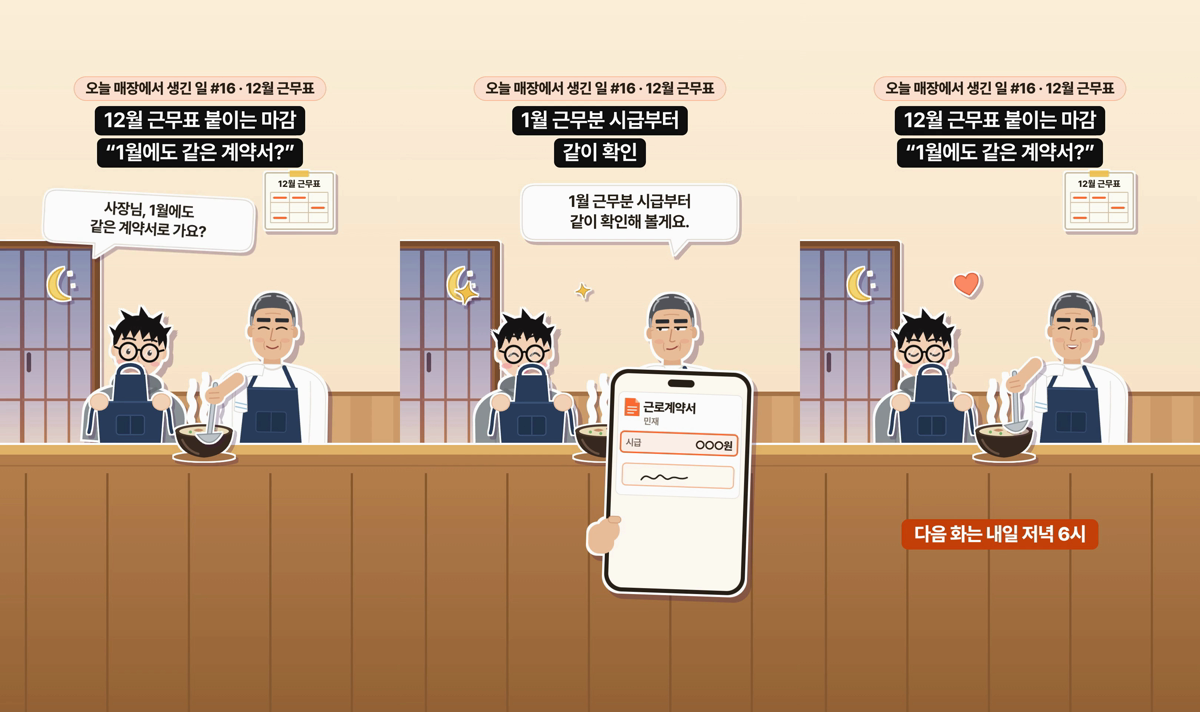 오늘 매장에서 생긴 일 #16 · 12월 근무표
12월 근무표 붙이는 마감
“1월에도 같은 계약서?”
12월 근무표
사장님, 1월에도
같은 계약서로 가요?
오늘 매장에서 생긴 일 #16 · 12월 근무표
1월 근무분 시급부터
같이 확인
1월 근무분 시급부터
같이 확인해 볼게요.
근로계약서
민재
시급 OOO원
오늘 매장에서 생긴 일 #16 · 12월 근무표
12월 근무표 붙이는 마감
“1월에도 같은 계약서?”
12월 근무표
다음 화는 내일 저녁 6시